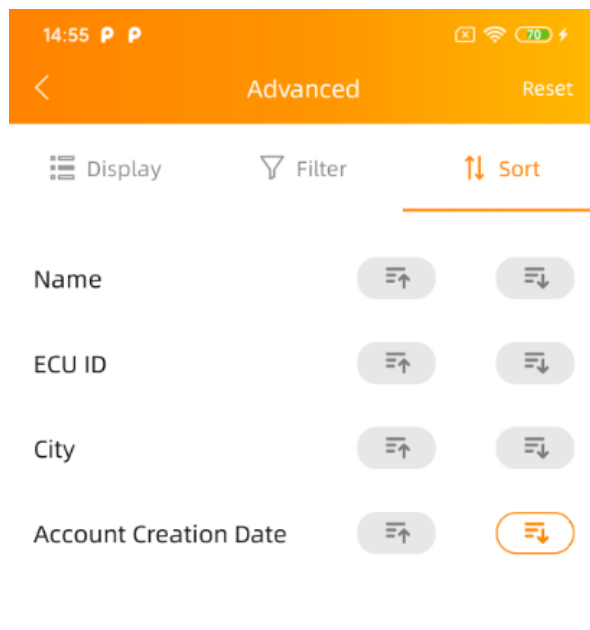 14:55 P P 70
Advanced Reset
Display Filter Sort
Name
ECU ID
City
Account Creation Date